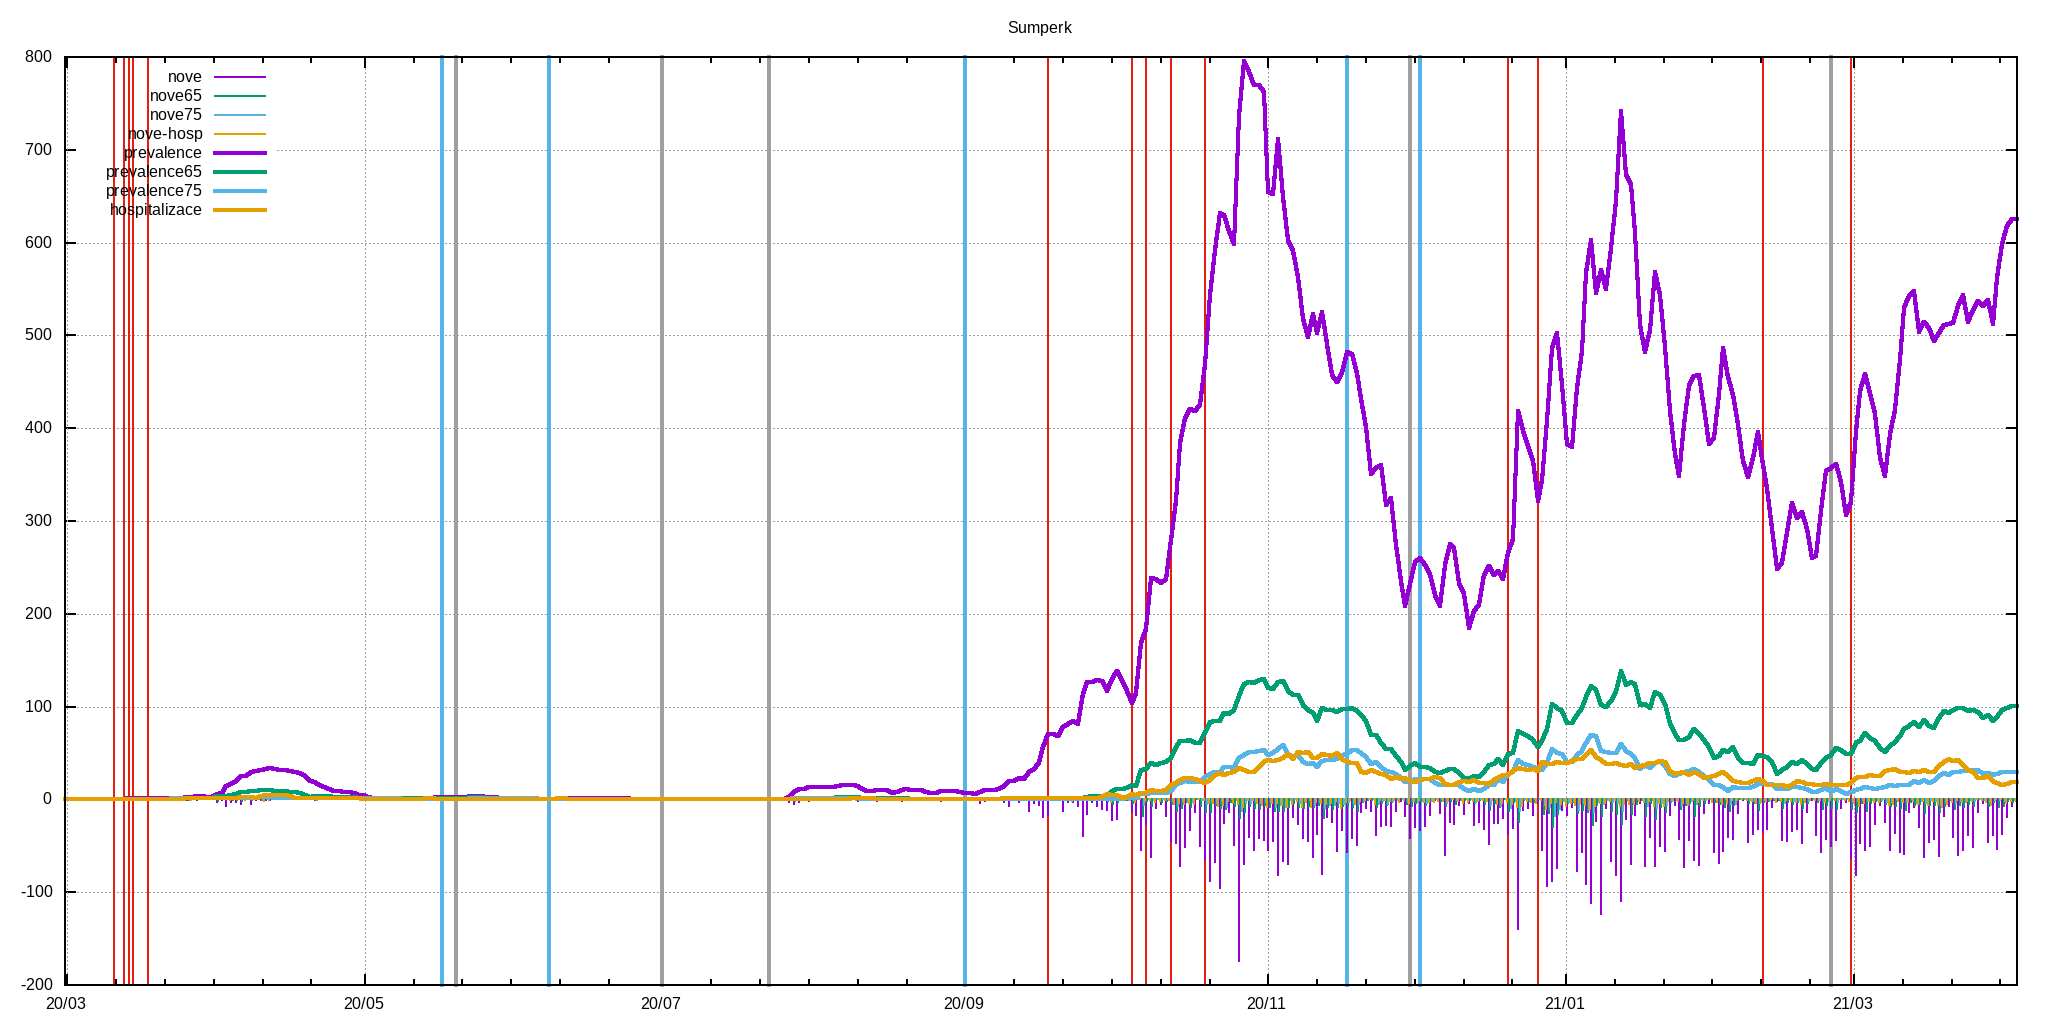 Sumperk
800
700
600
500
400
300
200
100
0
-100
-200
nove
nove65
nove75
nove-hosp
prevalence
prevalence65
prevalence75
hospitalizace
20/03
20/05
20/07
20/09
20/11
21/01
21/03